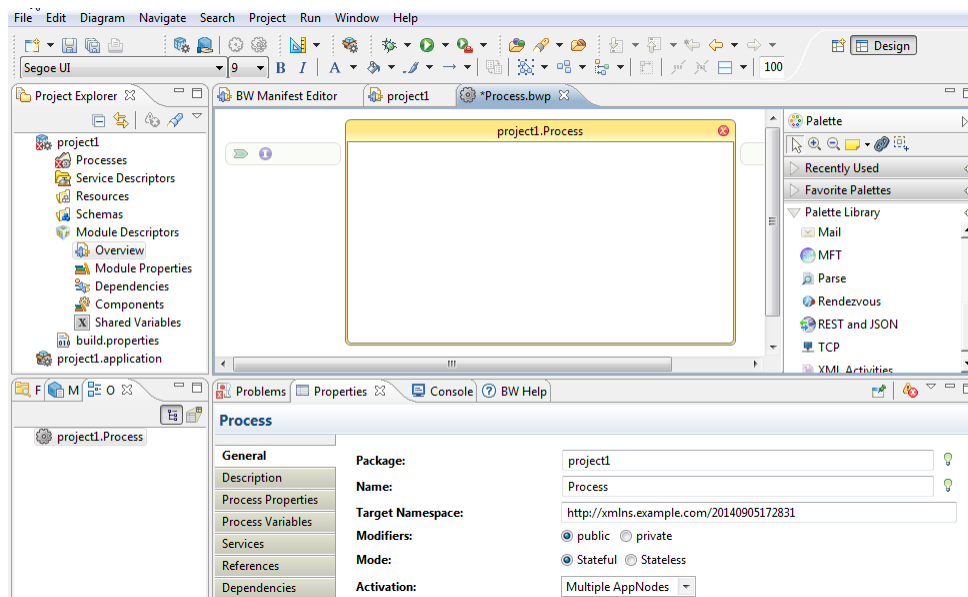 File Edit Diagram Navigate Search Project Run Window Help
Segoe UI 9 B I A 100
Design
Project Explorer
BW Manifest Editor project1 *Process.bwp
project1
Processes
Service Descriptors
Resources
Schemas
Module Descriptors
Overview
Module Properties
Dependencies
Components
X Shared Variables
build.properties
project1.application
project1.Process
Palette
Recently Used
Favorite Palettes
Palette Library
Mail
MFT
Parse
Rendezvous
REST and JSON
TCP
XML Activities
F M O
project1.Process
Problems Properties Console BW Help
Process
General
Description
Process Properties
Process Variables
Services
References
Dependencies
Package: project1
Name: Process
Target Namespace: http://xmlns.example.com/20140905172831
Modifiers: public private
Mode: Stateful Stateless
Activation: Multiple AppNodes